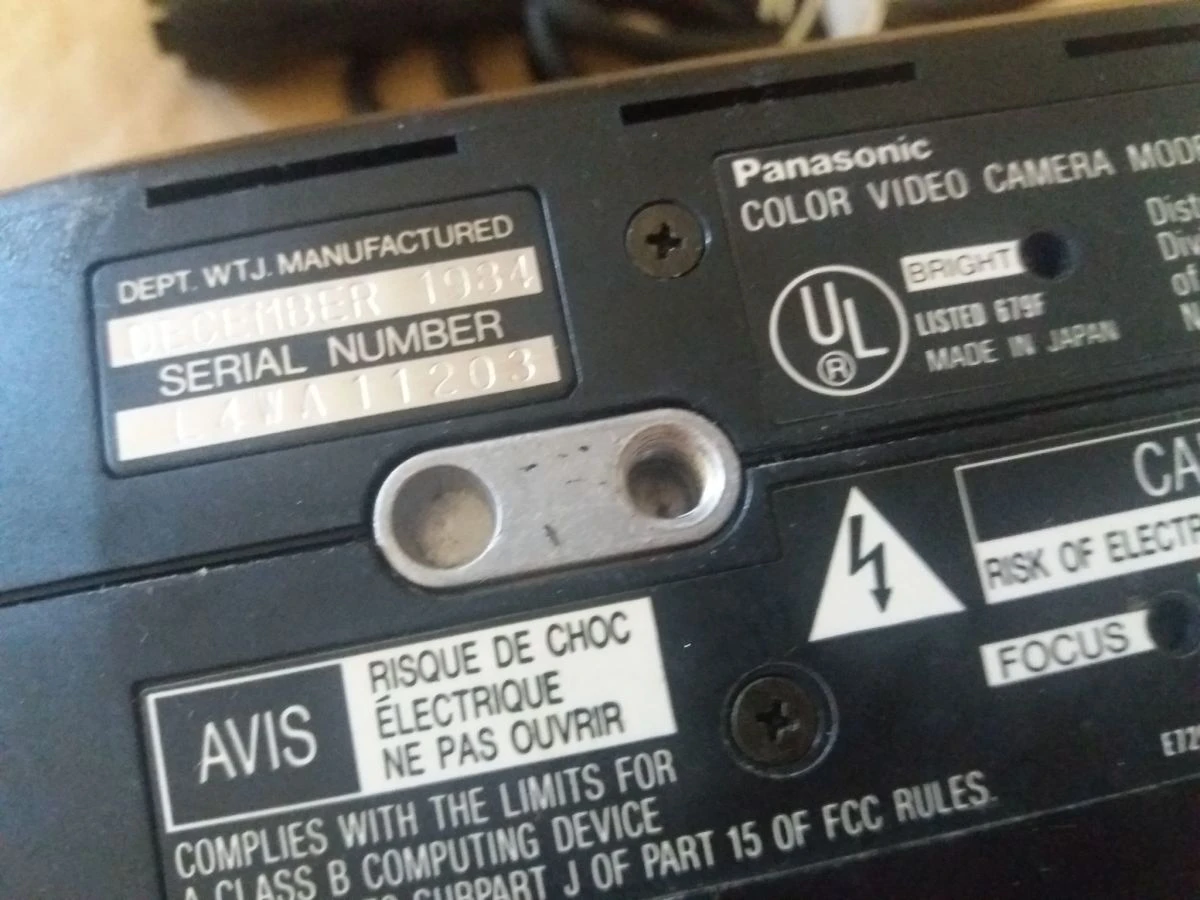 DEPT. WTJ. MANUFACTURED
DECEMBER 1984
SERIAL NUMBER
L4WA11203
Panasonic
COLOR VIDEO CAMERA
BRIGHT
UL
®
LISTED 679F
MADE IN JAPAN
of
RISK OF
FOCUS
AVIS
RISQUE DE CHOC
ÉLECTRIQUE
NE PAS OUVRIR
COMPLIES WITH THE LIMITS FOR
A CLASS B COMPUTING DEVICE
SUBPART J OF PART 15 OF FCC RULES.